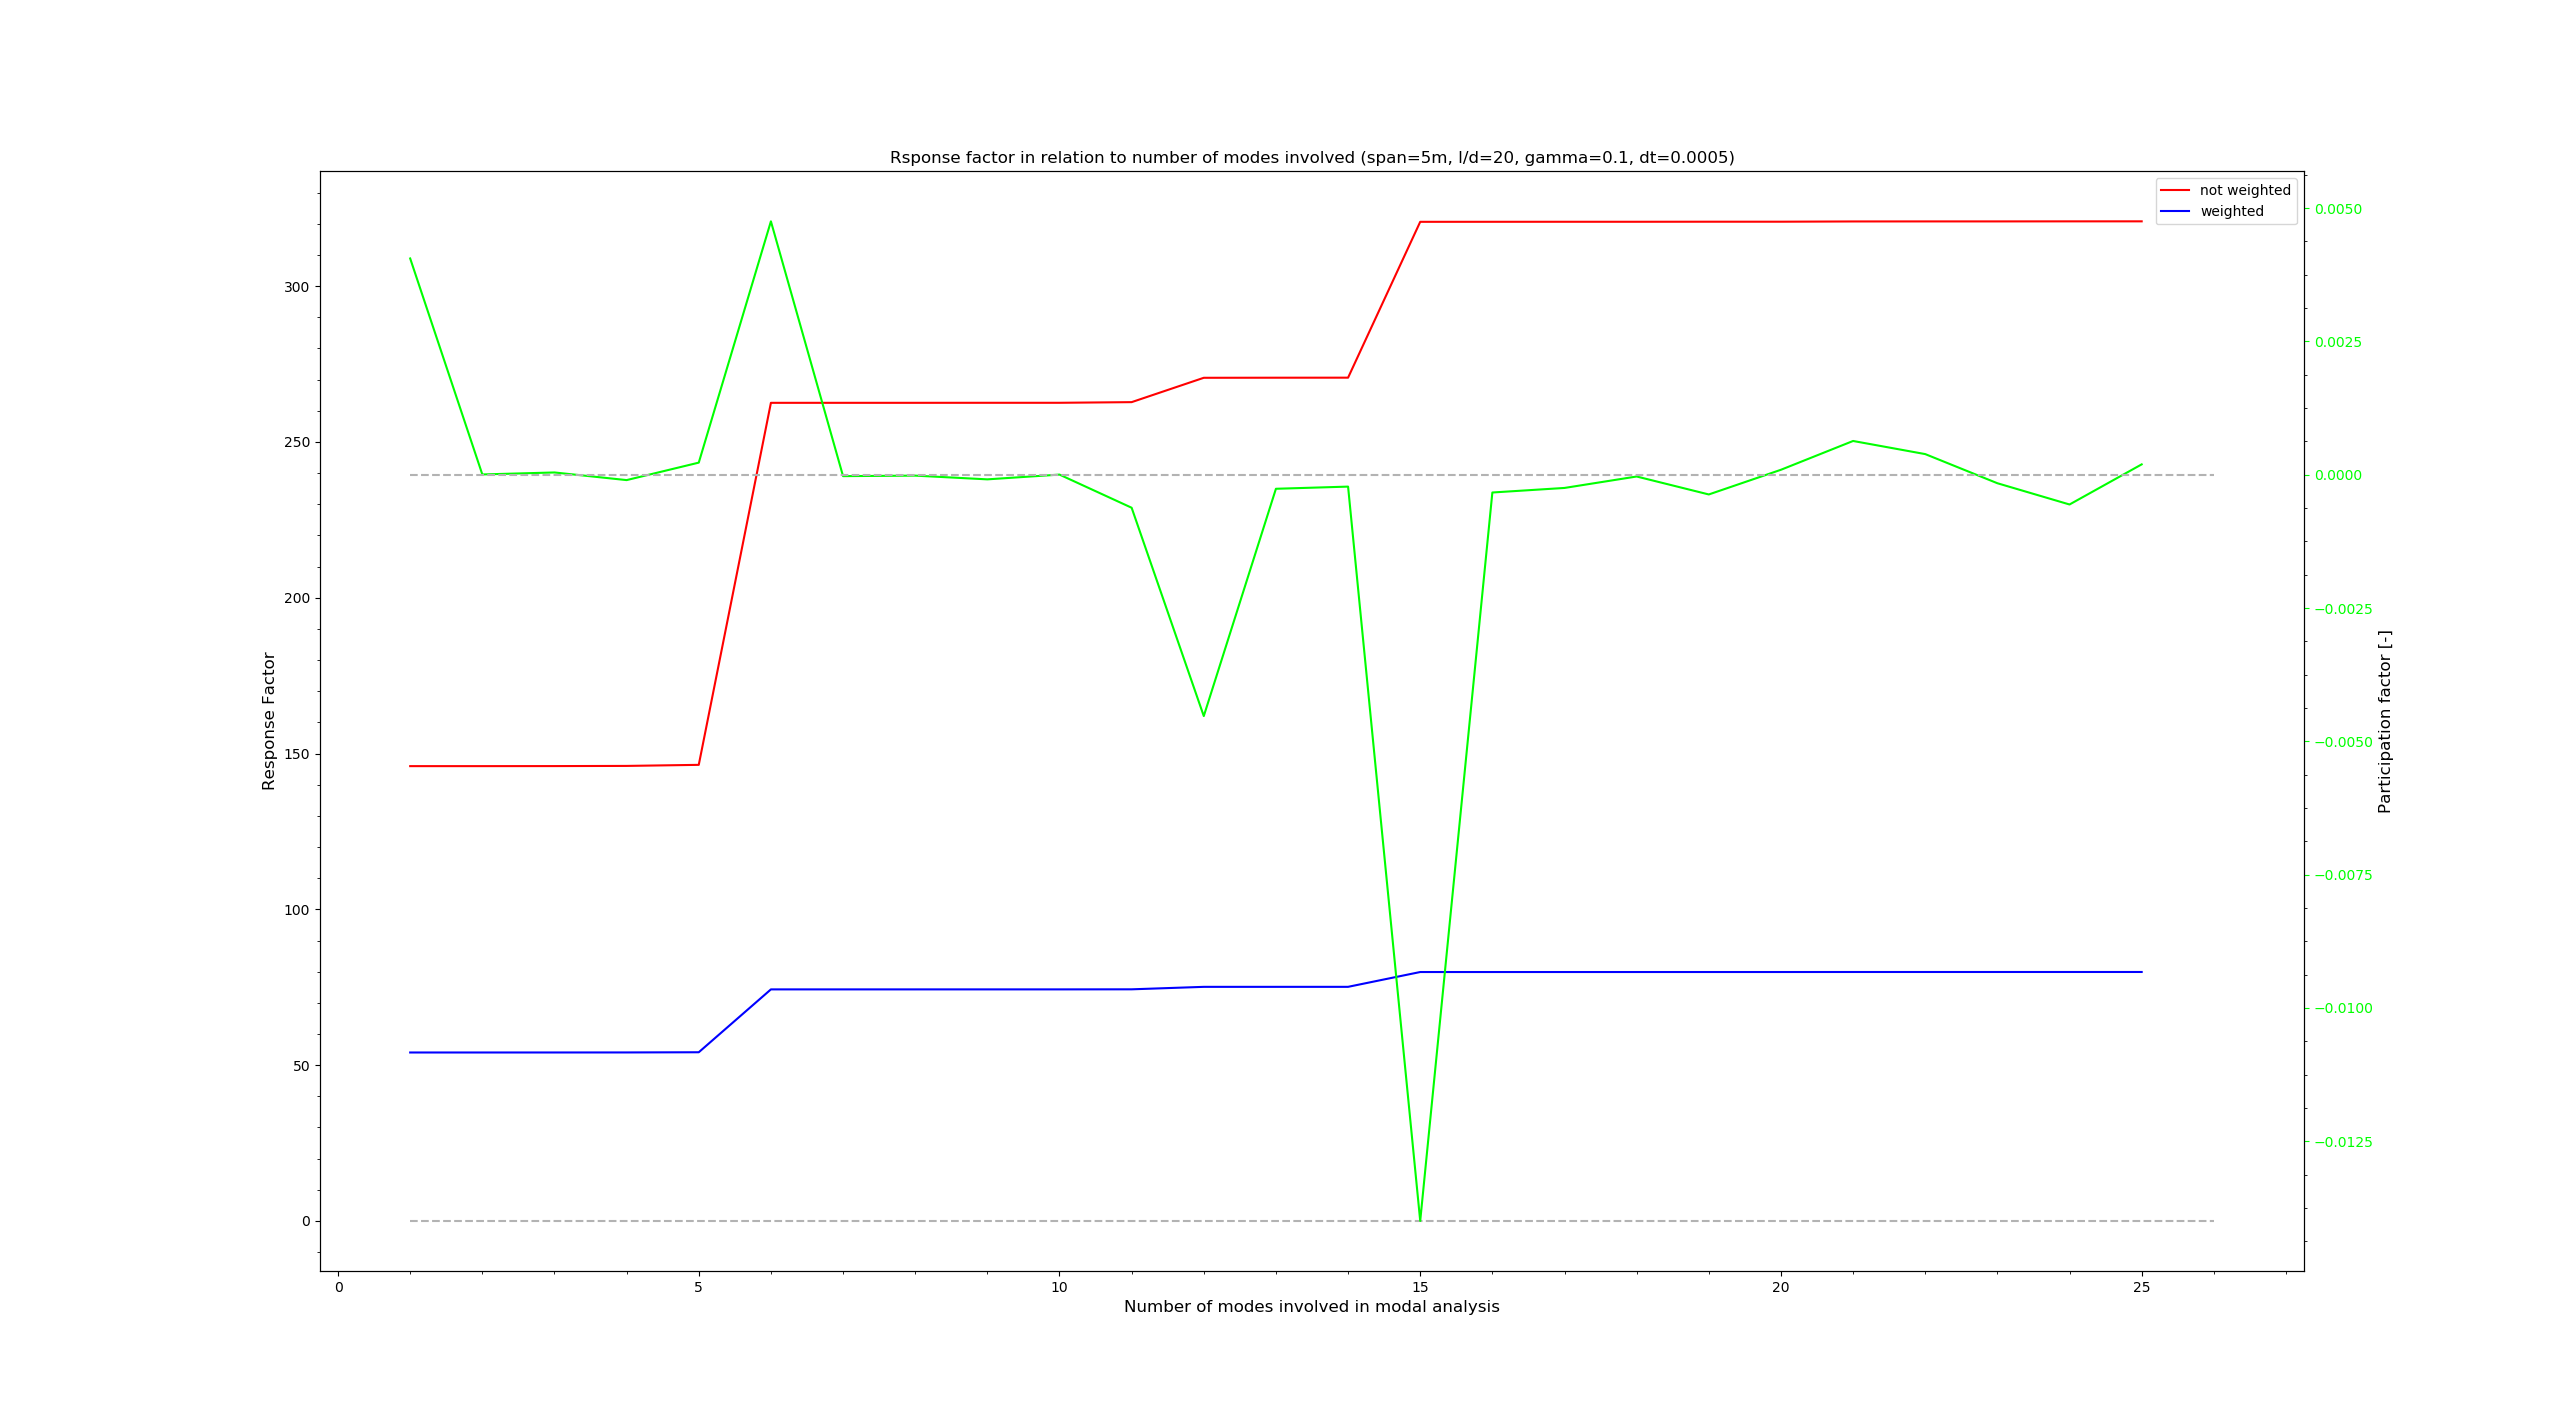 Rsponse factor in relation to number of modes involved (span=5m, l/d=20, gamma=0.1, dt=0.0005)
not weighted
weighted
Response Factor
300
250
200
150
100
50
0
0.0050
0.0025
0.0000
−0.0025
−0.0050
−0.0075
−0.0100
−0.0125
Participation factor [-]
0 5 10 15 20 25
Number of modes involved in modal analysis